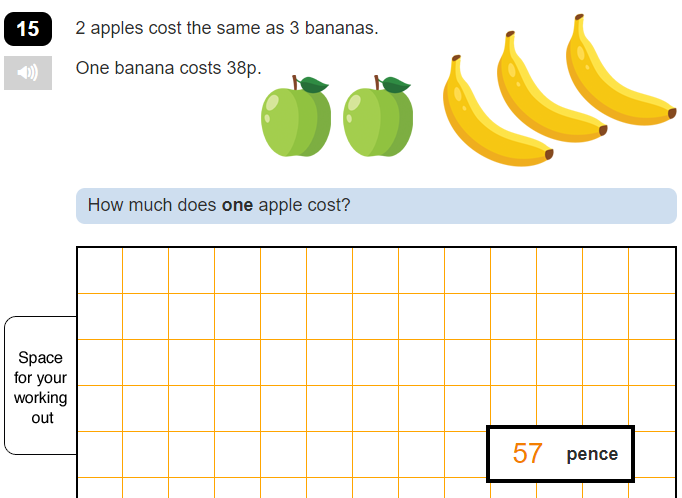 15
2 apples cost the same as 3 bananas.
One banana costs 38p.
How much does one apple cost?
Space
for your
working
out
57 pence